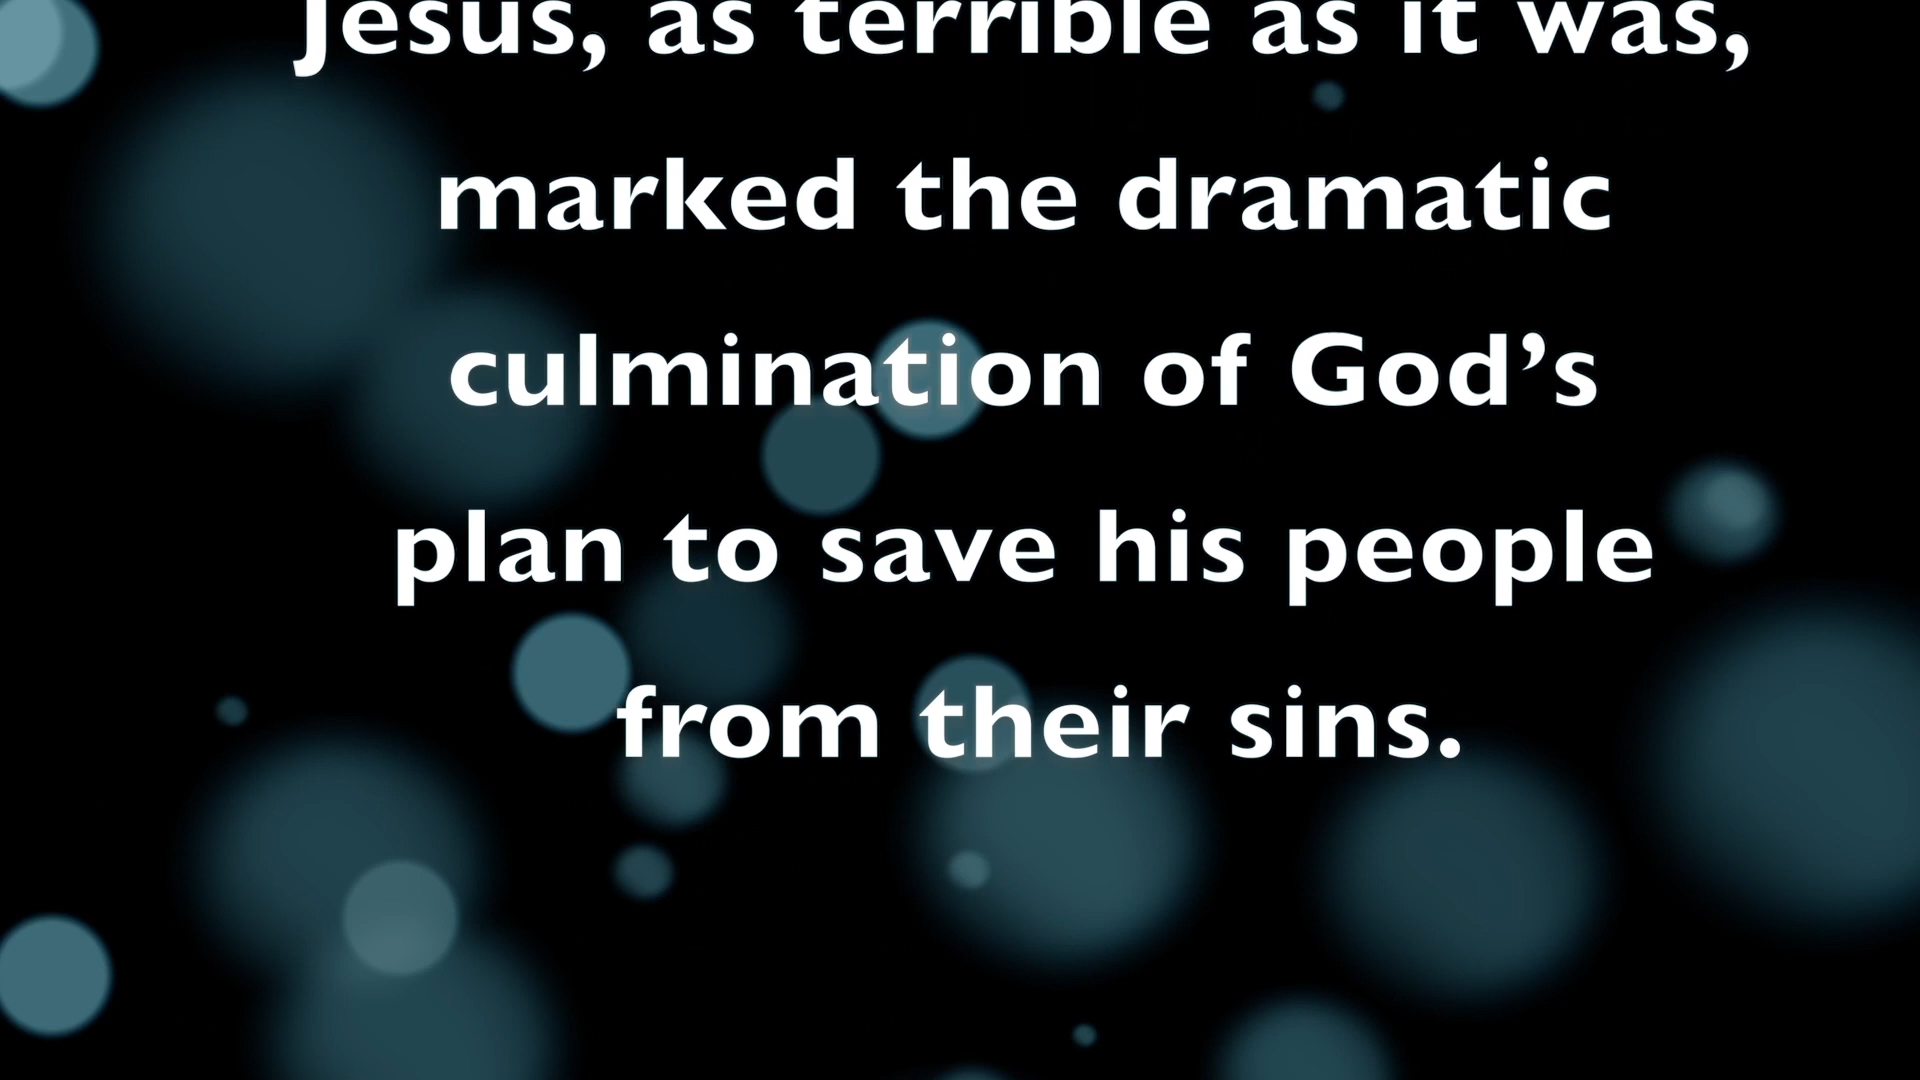 Jesus, as terrible as it was,
marked the dramatic
culmination of God’s
plan to save his people
from their sins.